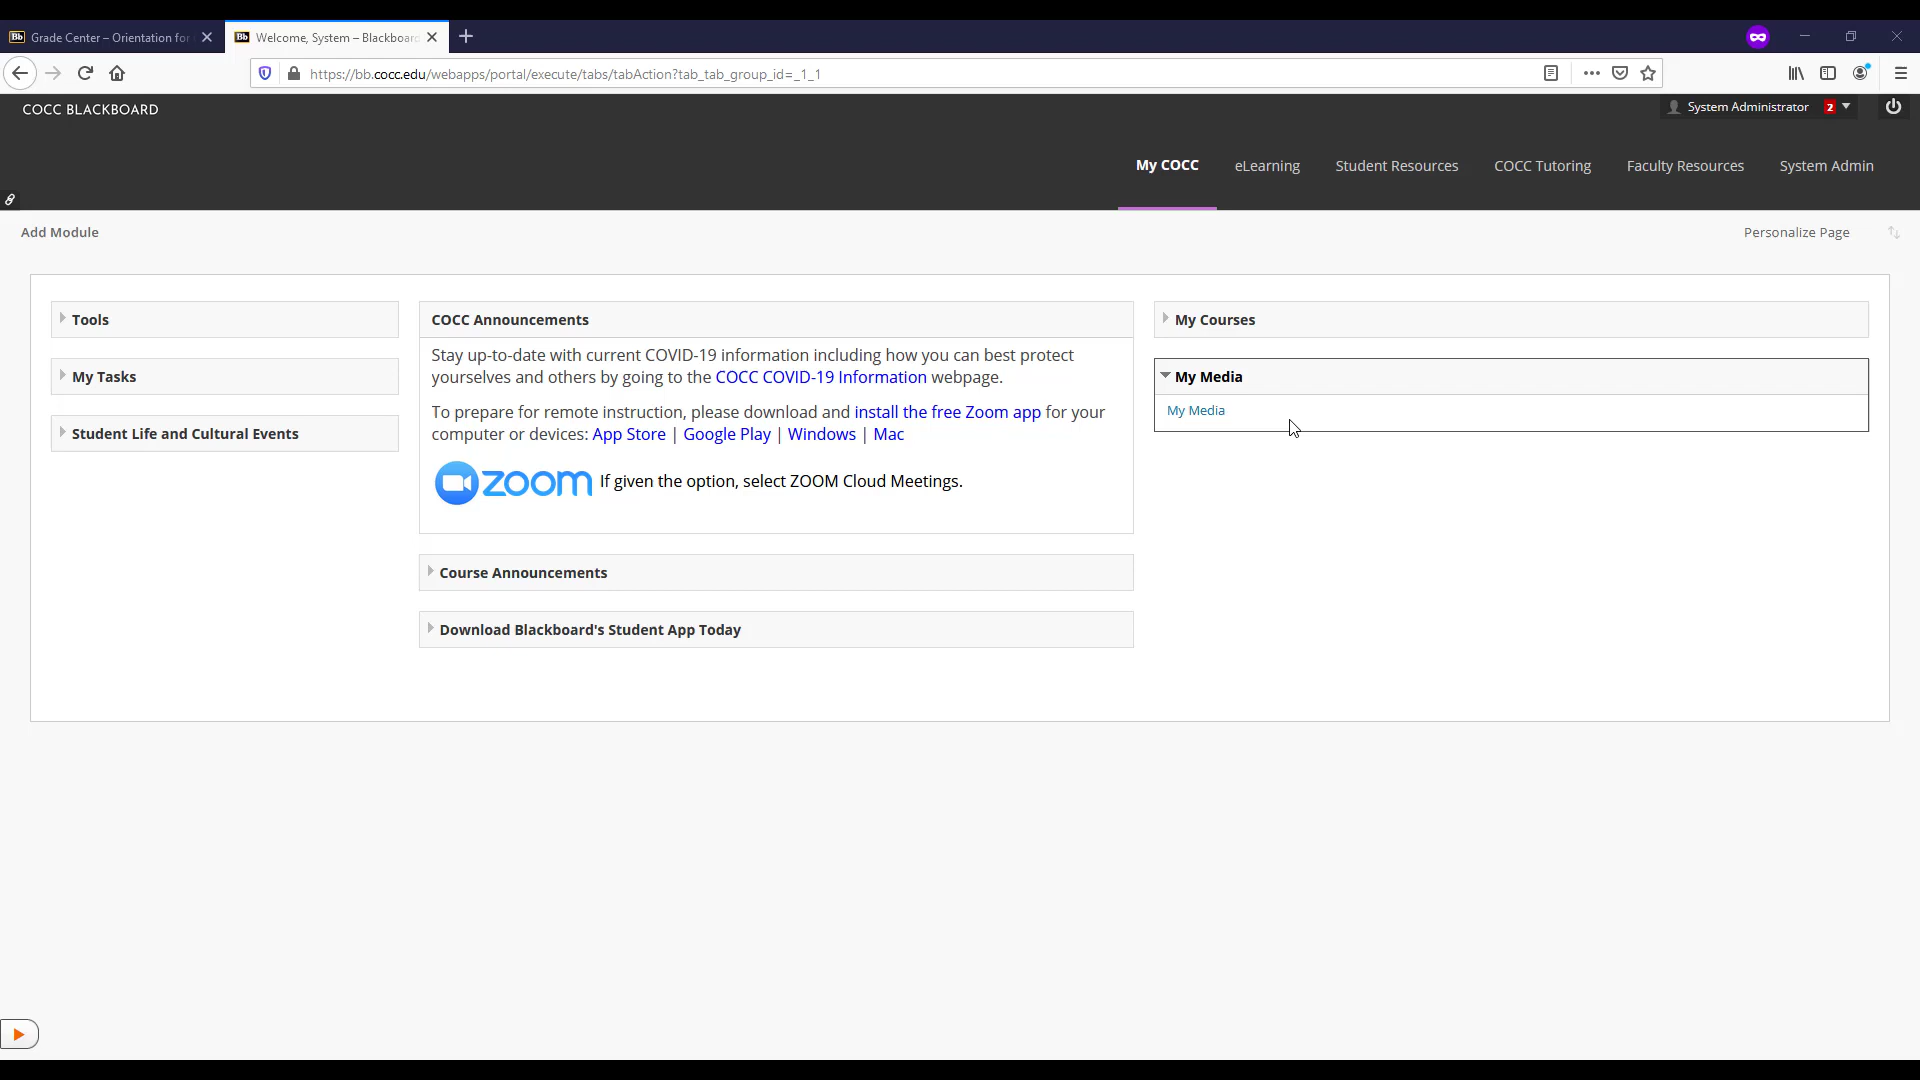 Grade Center – Orientation for
Welcome, System – Blackboard
https://bb.cocc.edu/webapps/portal/execute/tabs/tabAction?tab_tab_group_id=_1_1
COCC BLACKBOARD
System Administrator 2
My COCC eLearning Student Resources COCC Tutoring Faculty Resources System Admin
Add Module
Personalize Page
Tools
My Tasks
Student Life and Cultural Events
COCC Announcements
Stay up-to-date with current COVID-19 information including how you can best protect
yourselves and others by going to the COCC COVID-19 Information webpage.
To prepare for remote instruction, please download and install the free Zoom app for your
computer or devices: App Store | Google Play | Windows | Mac
zoom If given the option, select ZOOM Cloud Meetings.
Course Announcements
Download Blackboard's Student App Today
My Courses
My Media
My Media